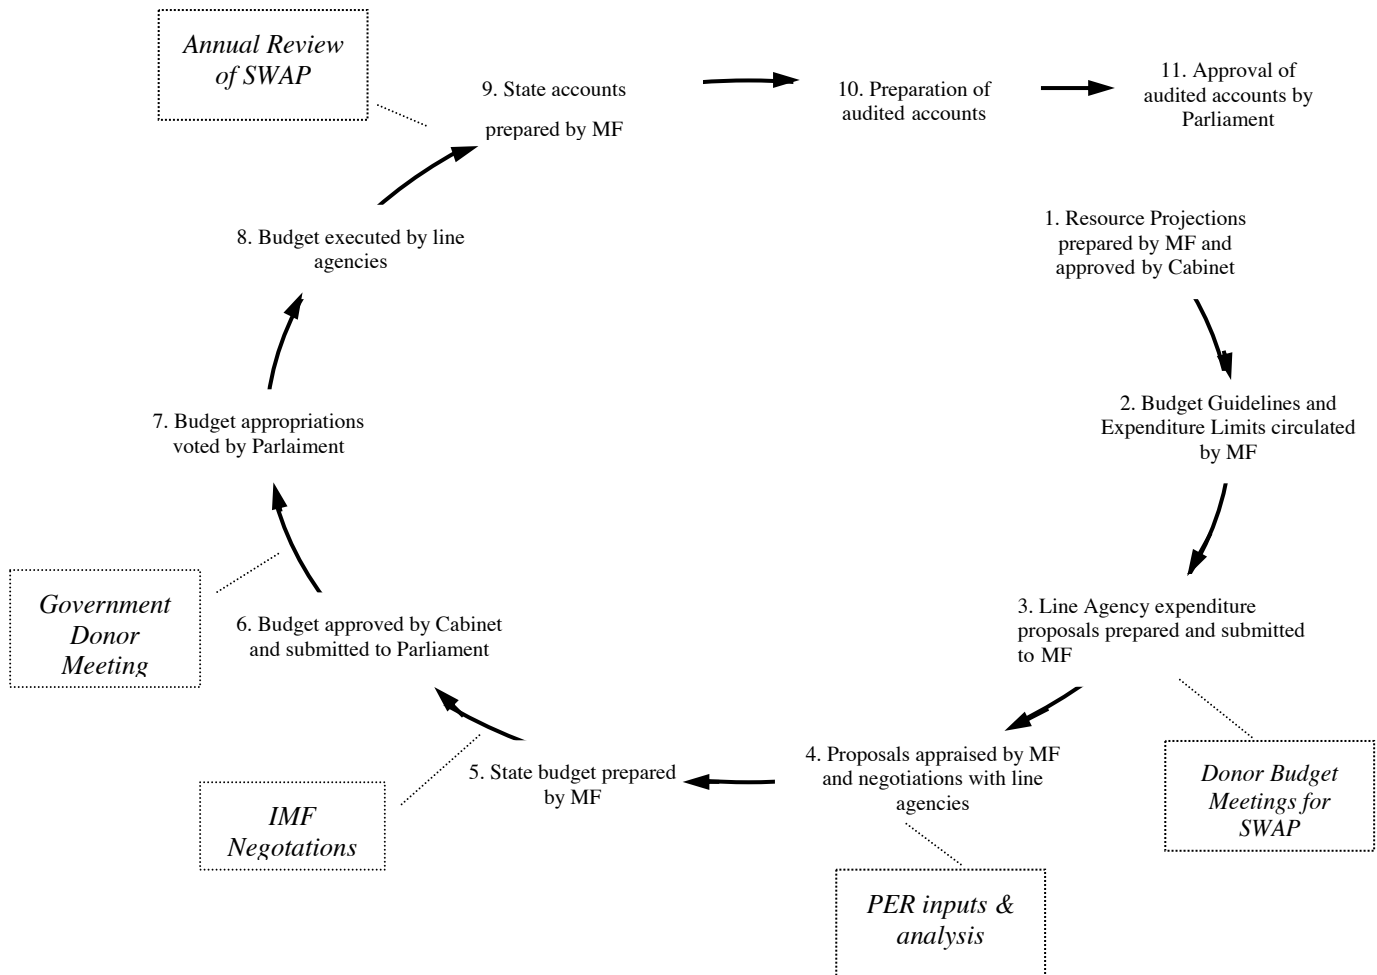 Annual Review
of SWAP
9. State accounts
prepared by MF
10. Preparation of
audited accounts
11. Approval of
audited accounts by
Parliament
1. Resource Projections
prepared by MF and
approved by Cabinet
2. Budget Guidelines and
Expenditure Limits circulated
by MF
3. Line Agency expenditure
proposals prepared and submitted
to MF
Donor Budget
Meetings for
SWAP
4. Proposals appraised by MF
and negotiations with line
agencies
PER inputs &
analysis
5. State budget prepared
by MF
IMF
Negotations
6. Budget approved by Cabinet
and submitted to Parliament
Government
Donor
Meeting
7. Budget appropriations
voted by Parlaiment
8. Budget executed by line
agencies